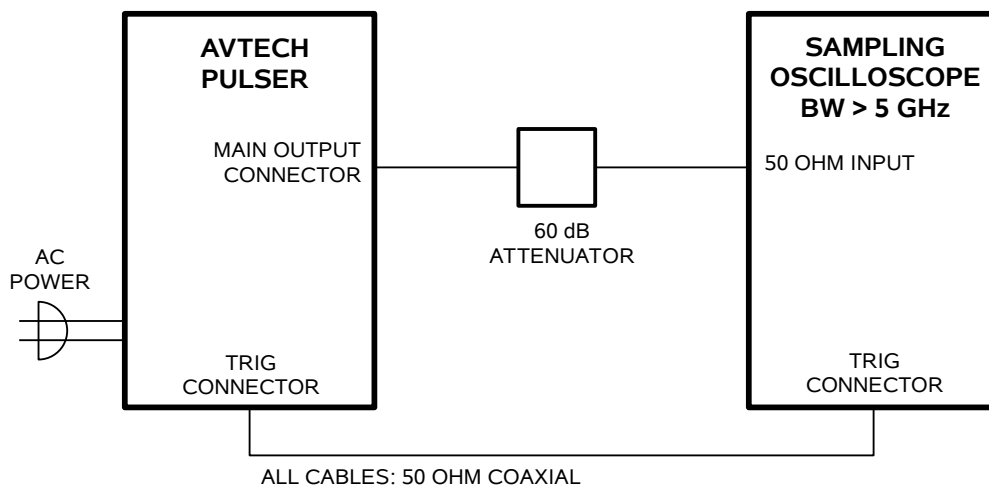 AVTECH
PULSER
MAIN OUTPUT
CONNECTOR
AC
POWER
TRIG
CONNECTOR
60 dB
ATTENUATOR
SAMPLING
OSCILLOSCOPE
BW > 5 GHz
50 OHM INPUT
TRIG
CONNECTOR
ALL CABLES: 50 OHM COAXIAL